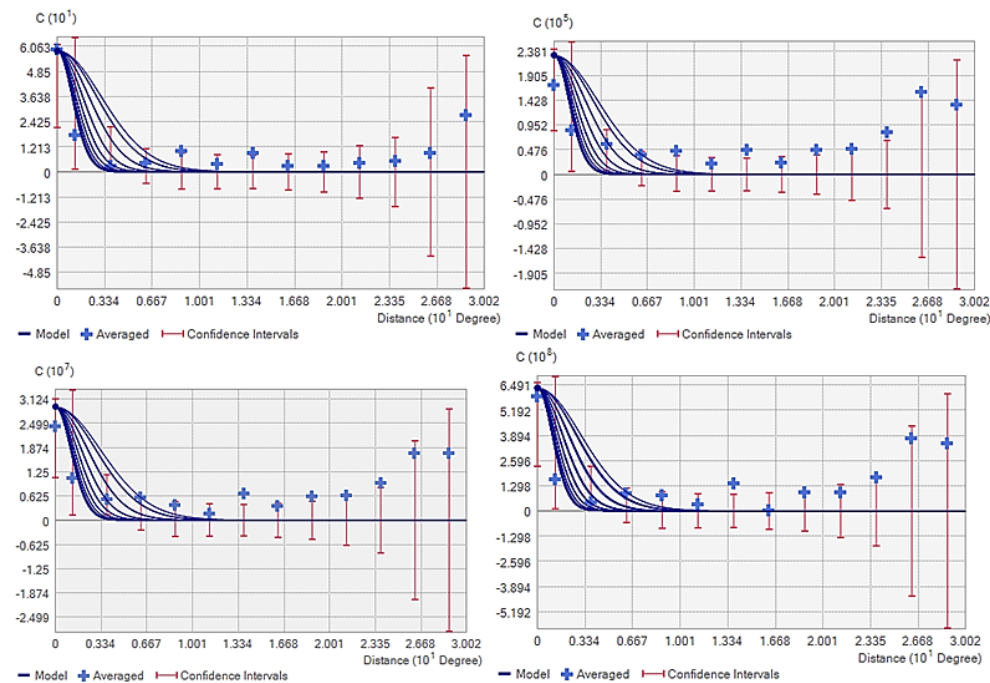 C (10¹)
6.063
4.85
3.638
2.425
1.213
0
-1.213
-2.425
-3.638
-4.85
0 0.334 0.667 1.001 1.334 1.668 2.001 2.335 2.668 3.002
Distance (10¹ Degree)
Model Averaged Confidence Intervals
C (10⁵)
2.381
1.905
1.428
0.952
0.476
0
-0.476
-0.952
-1.428
-1.905
0 0.334 0.667 1.001 1.334 1.668 2.001 2.335 2.668 3.002
Distance (10¹ Degree)
Model Averaged Confidence Intervals
C (10⁷)
3.124
2.499
1.874
1.25
0.625
0
-0.625
-1.25
-1.874
-2.499
0 0.334 0.667 1.001 1.334 1.668 2.001 2.335 2.668 3.002
Distance (10¹ Degree)
Model Averaged Confidence Intervals
C (10⁸)
6.491
5.192
3.894
2.596
1.298
0
-1.298
-2.596
-3.894
-5.192
0 0.334 0.667 1.001 1.334 1.668 2.001 2.335 2.668 3.002
Distance (10¹ Degree)
Model Averaged Confidence Intervals